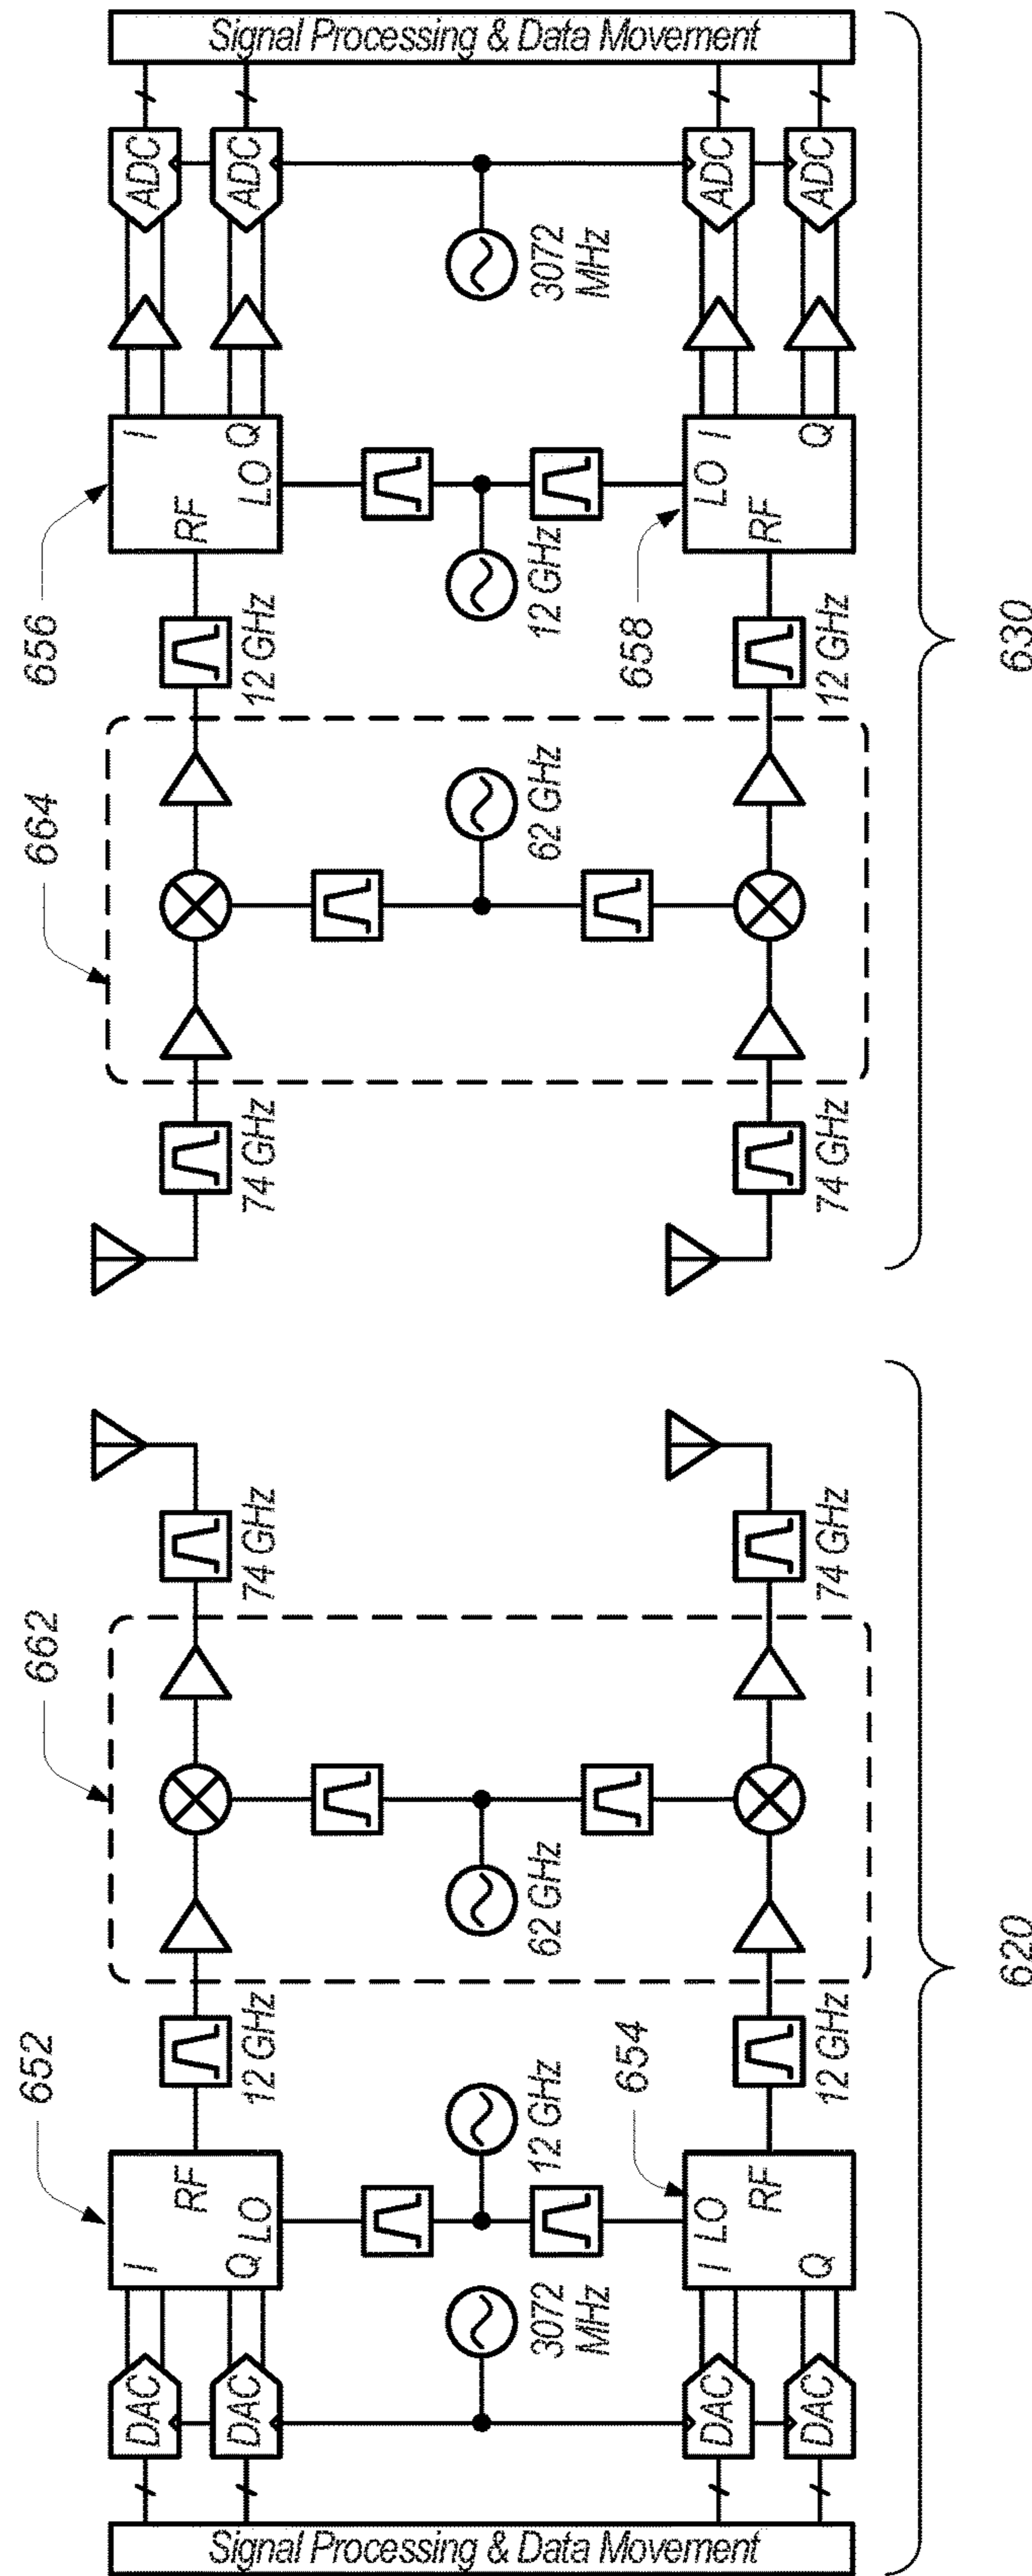 Signal Processing & Data Movement
ADC
ADC
ADC
ADC
3072
MHz
I
Q
LO
RF
656
12 GHz
LO
I
RF
Q
658
12 GHz
12 GHz
664
62 GHz
74 GHz
74 GHz
630
74 GHz
74 GHz
662
62 GHz
12 GHz
12 GHz
652
12 GHz
654
RF
I
Q
LO
I
LO
RF
Q
3072
MHz
DAC
DAC
DAC
DAC
Signal Processing & Data Movement
620